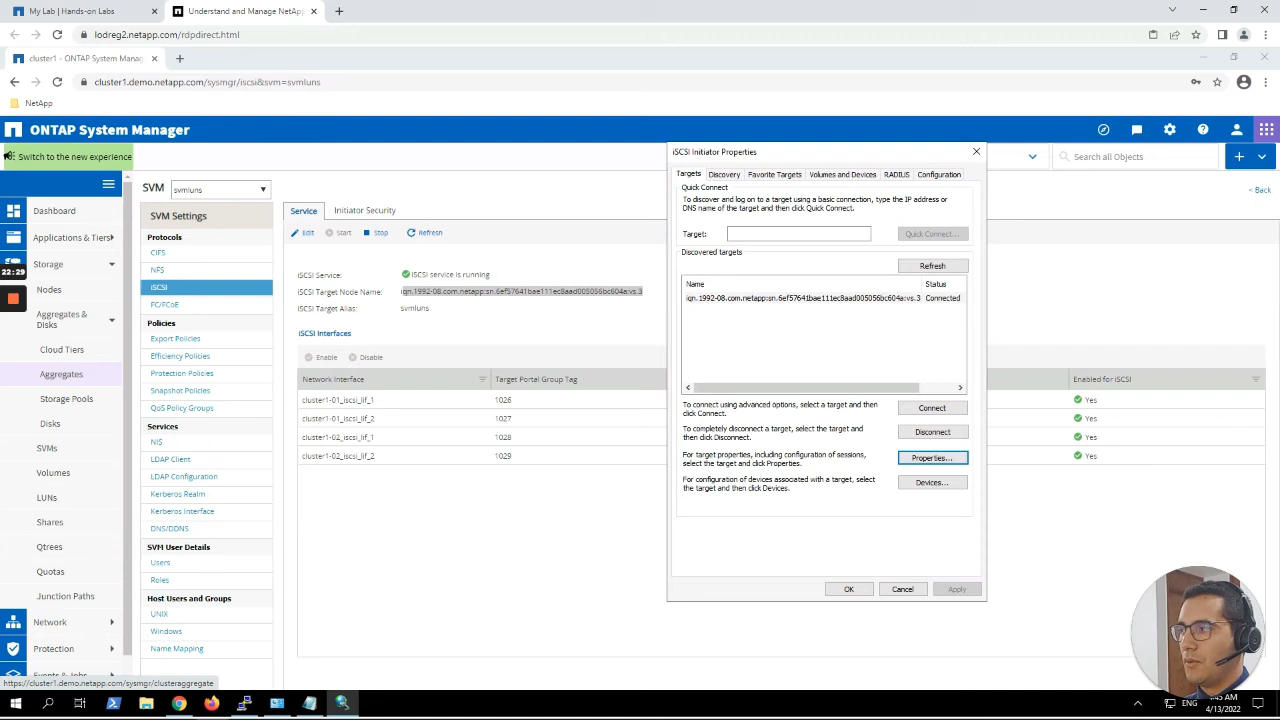 My Lab | Hands-on Labs
Understand and Manage NetApp
lodreg2.netapp.com/rdpdirect.html
cluster1 - ONTAP System Manag
cluster1.demo.netapp.com/sysmgr/iscsi&svm=svmluns
NetApp
ONTAP System Manager
Switch to the new experience
Search all Objects
< Back
Dashboard
Applications & Tiers
Storage
22:29
Nodes
Aggregates &
Disks
Cloud Tiers
Aggregates
Storage Pools
Disks
SVMs
Volumes
LUNs
Shares
Qtrees
Quotas
Junction Paths
Network
Protection
Events & Jobs
https://cluster1.demo.netapp.com/sysmgr/clusteraggregate
SVM
svmluns
SVM Settings
Protocols
CIFS
NFS
iSCSI
FC/FCoE
Policies
Export Policies
Efficiency Policies
Protection Policies
Snapshot Policies
QoS Policy Groups
Services
NIS
LDAP Client
LDAP Configuration
Kerberos Realm
Kerberos Interface
DNS/DDNS
SVM User Details
Users
Roles
Host Users and Groups
UNIX
Windows
Name Mapping
Service
Initiator Security
Edit
Start
Stop
Refresh
iSCSI Service:
iSCSI service is running
iSCSI Target Node Name:
iqn.1992-08.com.netapp:sn.6ef57641bae111ec8aad005056bc604a:vs.3
iSCSI Target Alias:
svmluns
iSCSI Interfaces
Enable
Disable
Network Interface
Target Portal Group Tag
Enabled for iSCSI
cluster1-01_iscsi_lif_1
1026
Yes
cluster1-01_iscsi_lif_2
1027
Yes
cluster1-02_iscsi_lif_1
1028
Yes
cluster1-02_iscsi_lif_2
1029
Yes
iSCSI Initiator Properties
Targets
Discovery
Favorite Targets
Volumes and Devices
RADIUS
Configuration
Quick Connect
To discover and log on to a target using a basic connection, type the IP address or
DNS name of the target and then click Quick Connect.
Target:
Quick Connect...
Discovered targets
Refresh
Name
Status
iqn.1992-08.com.netapp:sn.6ef57641bae111ec8aad005056bc604a:vs.3
Connected
To connect using advanced options, select a target and then
click Connect.
Connect
To completely disconnect a target, select the target and
then click Disconnect.
Disconnect
For target properties, including configuration of sessions,
select the target and click Properties.
Properties...
For configuration of devices associated with a target, select
the target and then click Devices.
Devices...
OK
Cancel
Apply
ENG
4/13/2022